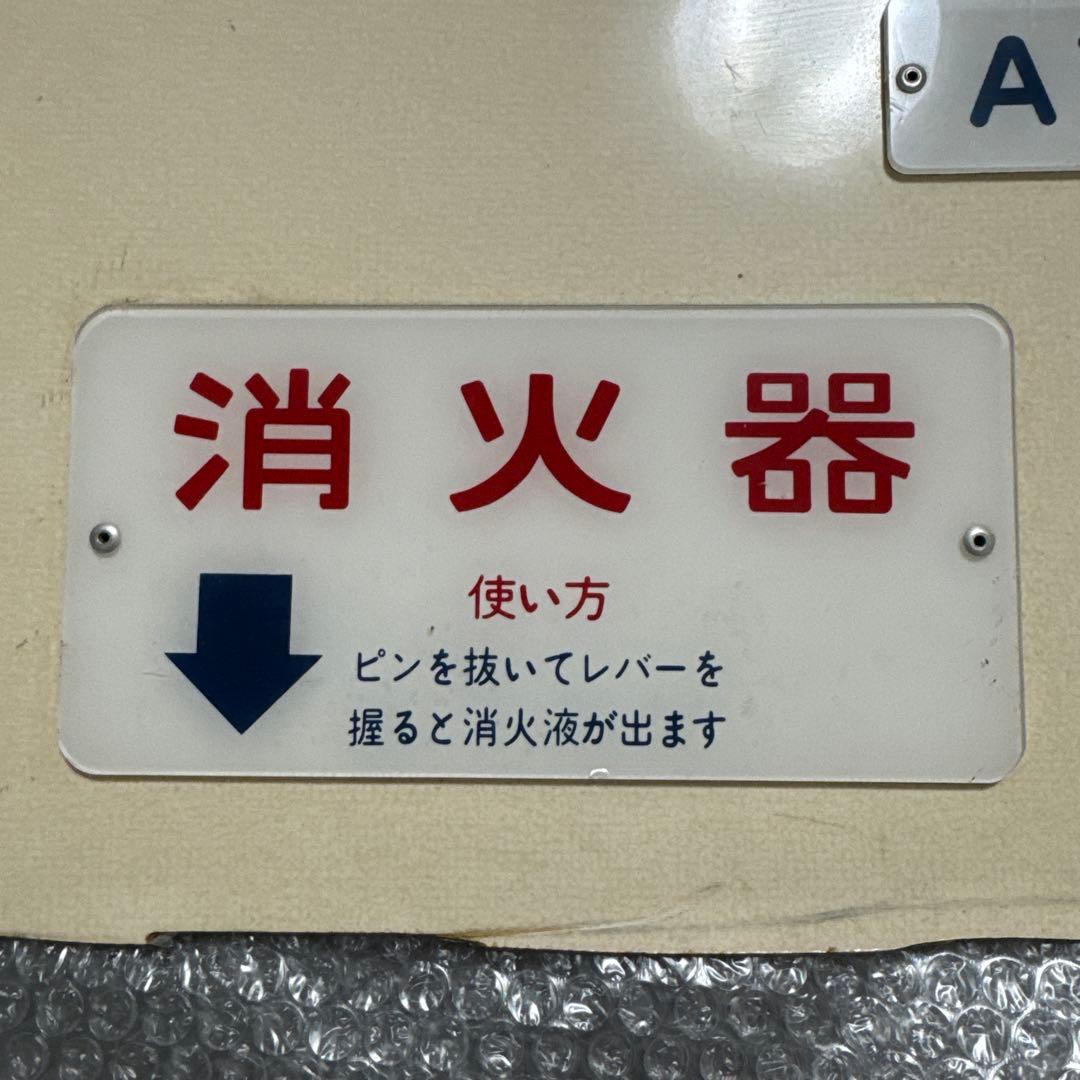 A
消火器
使い方
ピンを抜いてレバーを
握ると消火液が出ます